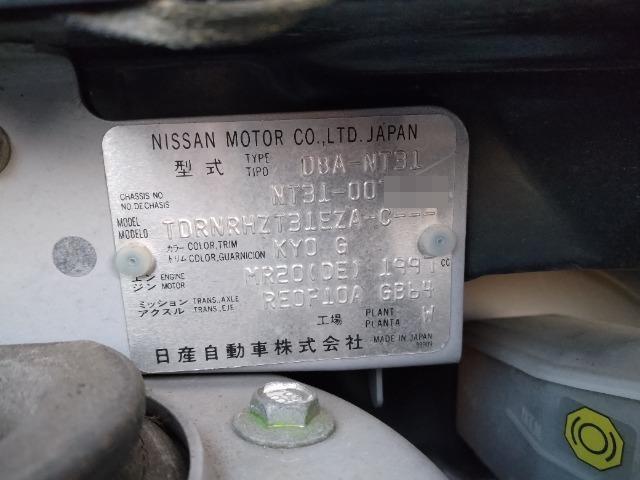 NISSAN MOTOR CO.,LTD. JAPAN
型式 TYPE TIPO DBA-NT31
CHASSIS NO NO. DE CHASIS NT31-00
MODEL MODELO TDRNRHZT31EZA-C---
カラー COLOR, TRIM トリム COLOR, GUARNICION KY0 G
エンジン ENGINE MOTOR MR20(DE) 1997 cc
ミッション アクスル TRANS., AXLE TRANS., EJE RE0F10A GB64
工場 PLANT PLANTA W
日産自動車株式会社 MADE IN JAPAN